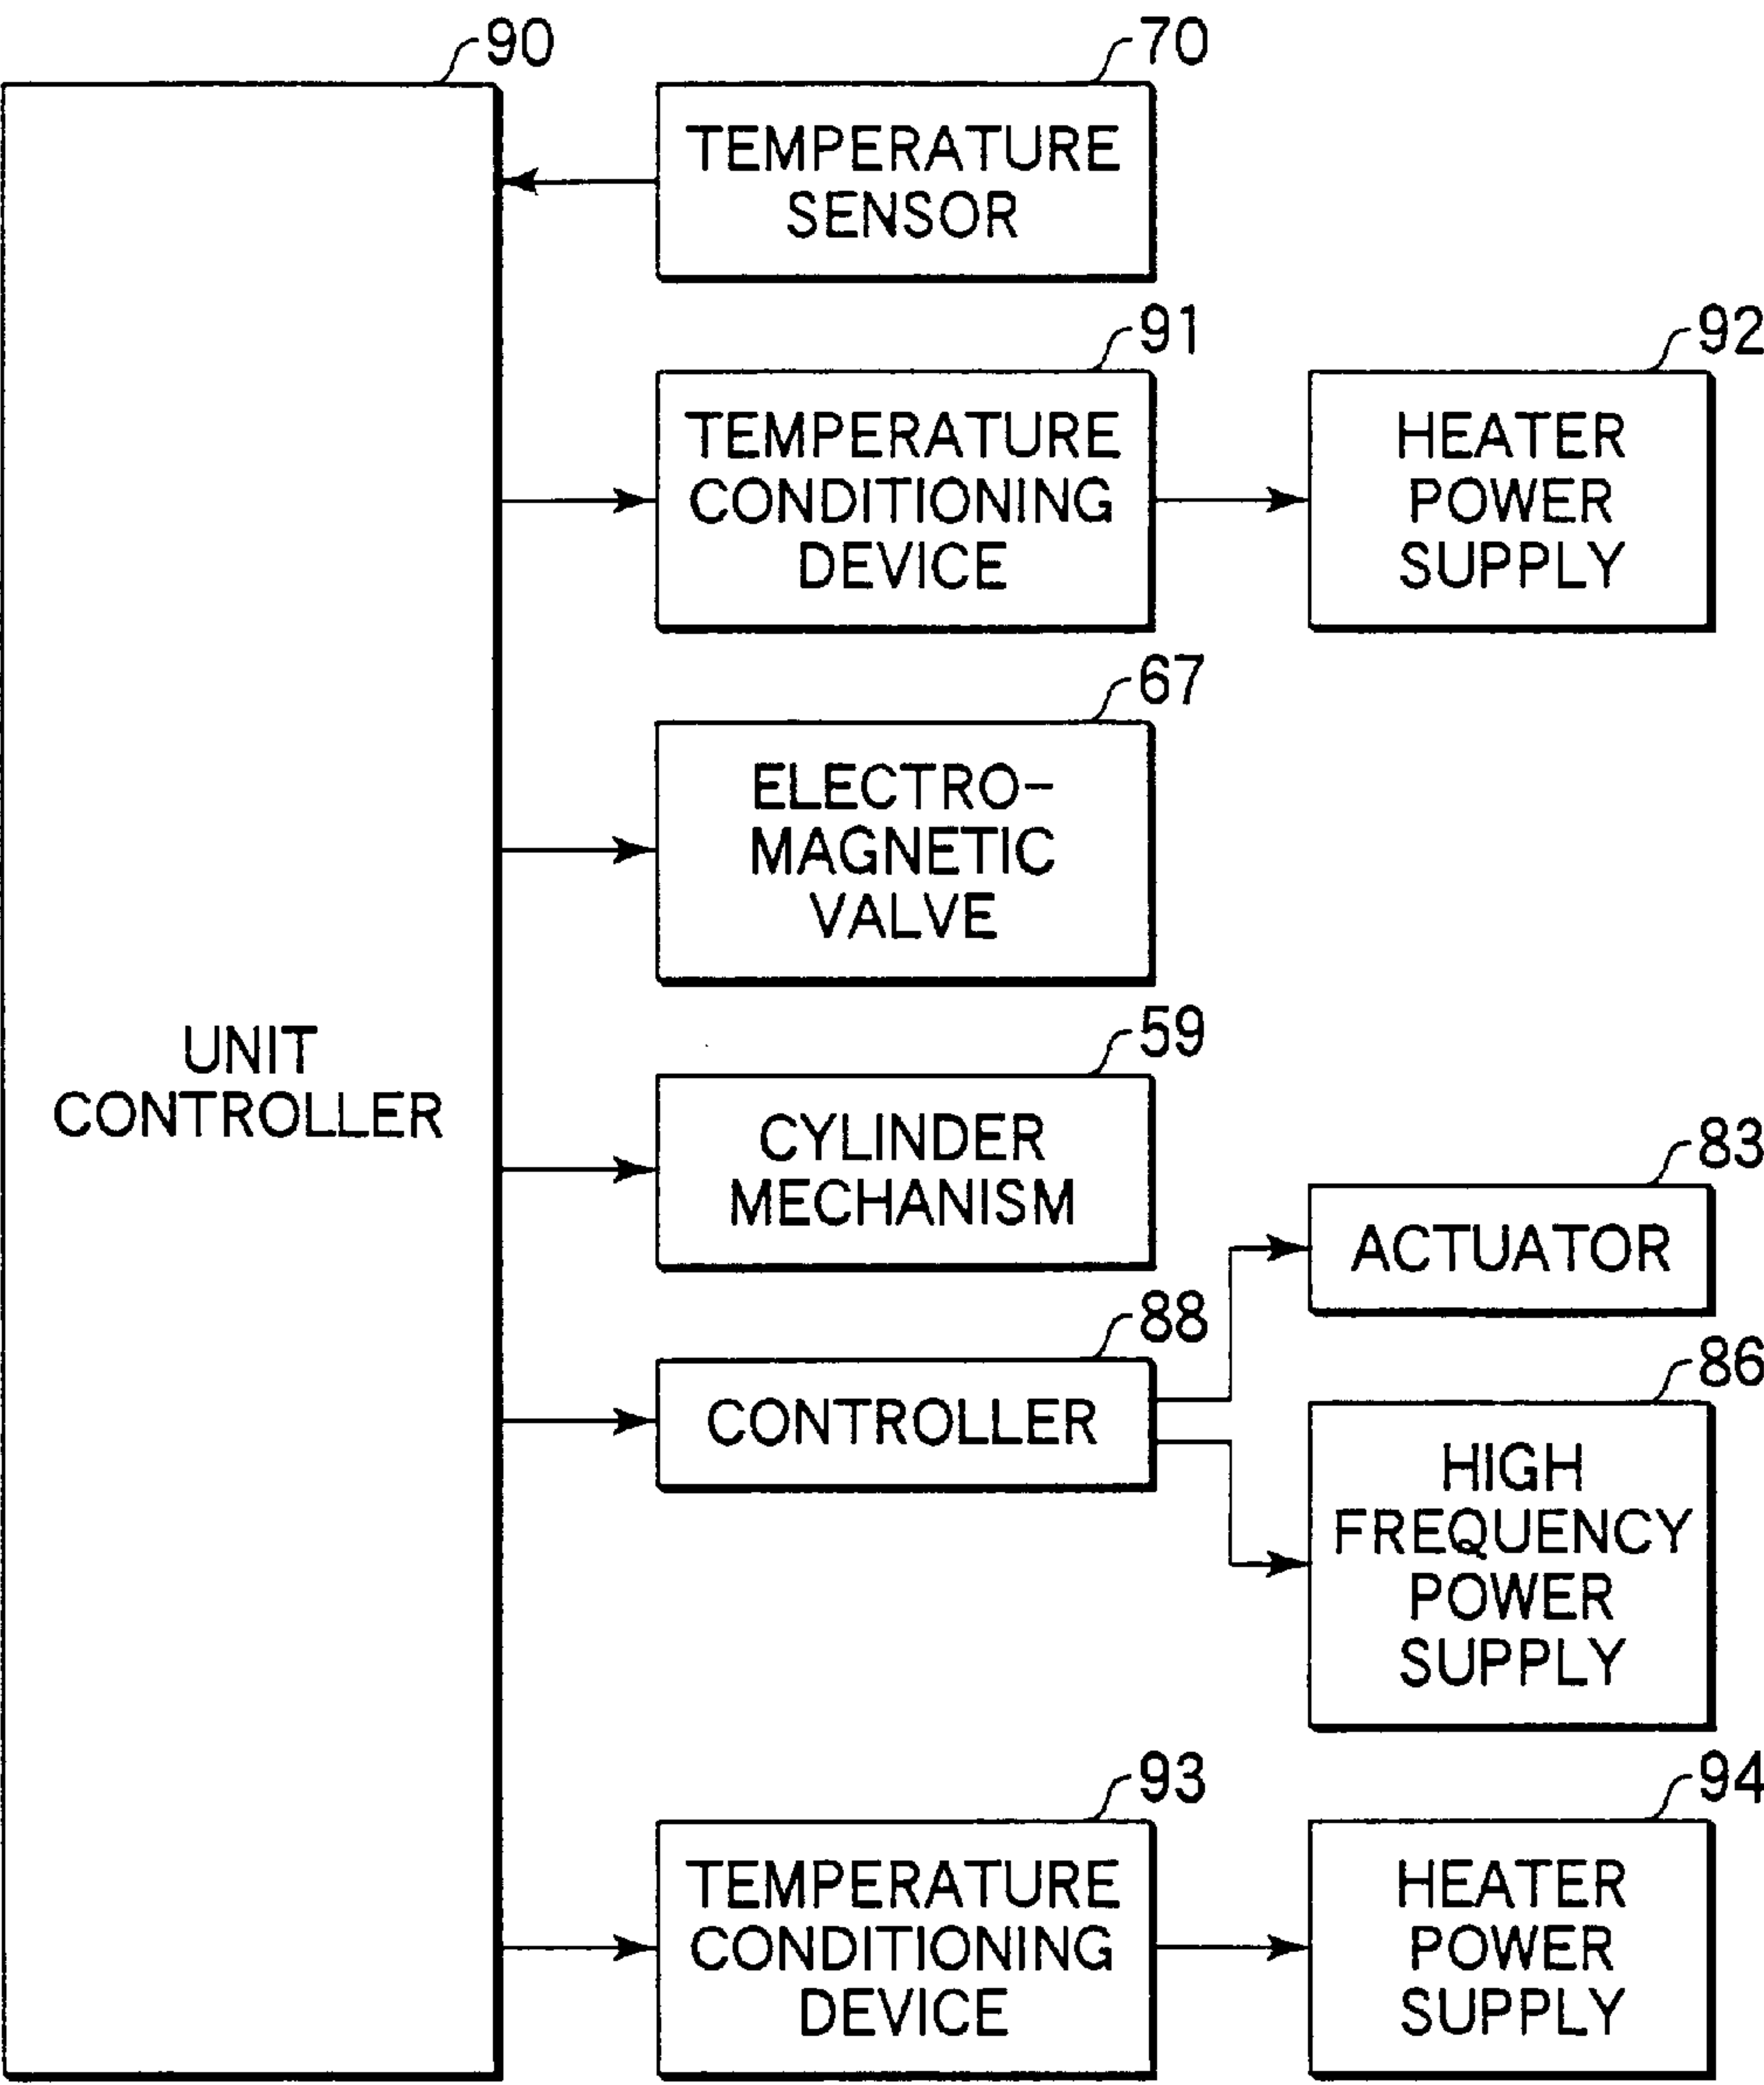 90
UNIT
CONTROLLER
70
TEMPERATURE
SENSOR
91
TEMPERATURE
CONDITIONING
DEVICE
92
HEATER
POWER
SUPPLY
67
ELECTRO-
MAGNETIC
VALVE
59
CYLINDER
MECHANISM
83
ACTUATOR
88
CONTROLLER
86
HIGH
FREQUENCY
POWER
SUPPLY
93
TEMPERATURE
CONDITIONING
DEVICE
94
HEATER
POWER
SUPPLY